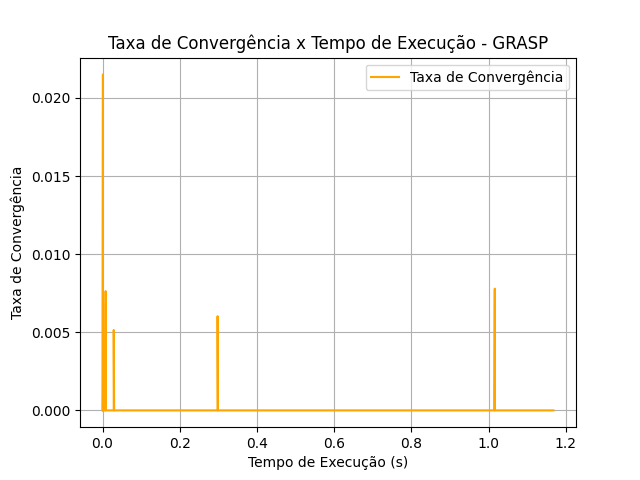 Taxa de Convergência x Tempo de Execução - GRASP
Taxa de Convergência
0.020
0.015
0.010
0.005
0.000
Taxa de Convergência
0.0 0.2 0.4 0.6 0.8 1.0 1.2
Tempo de Execução (s)